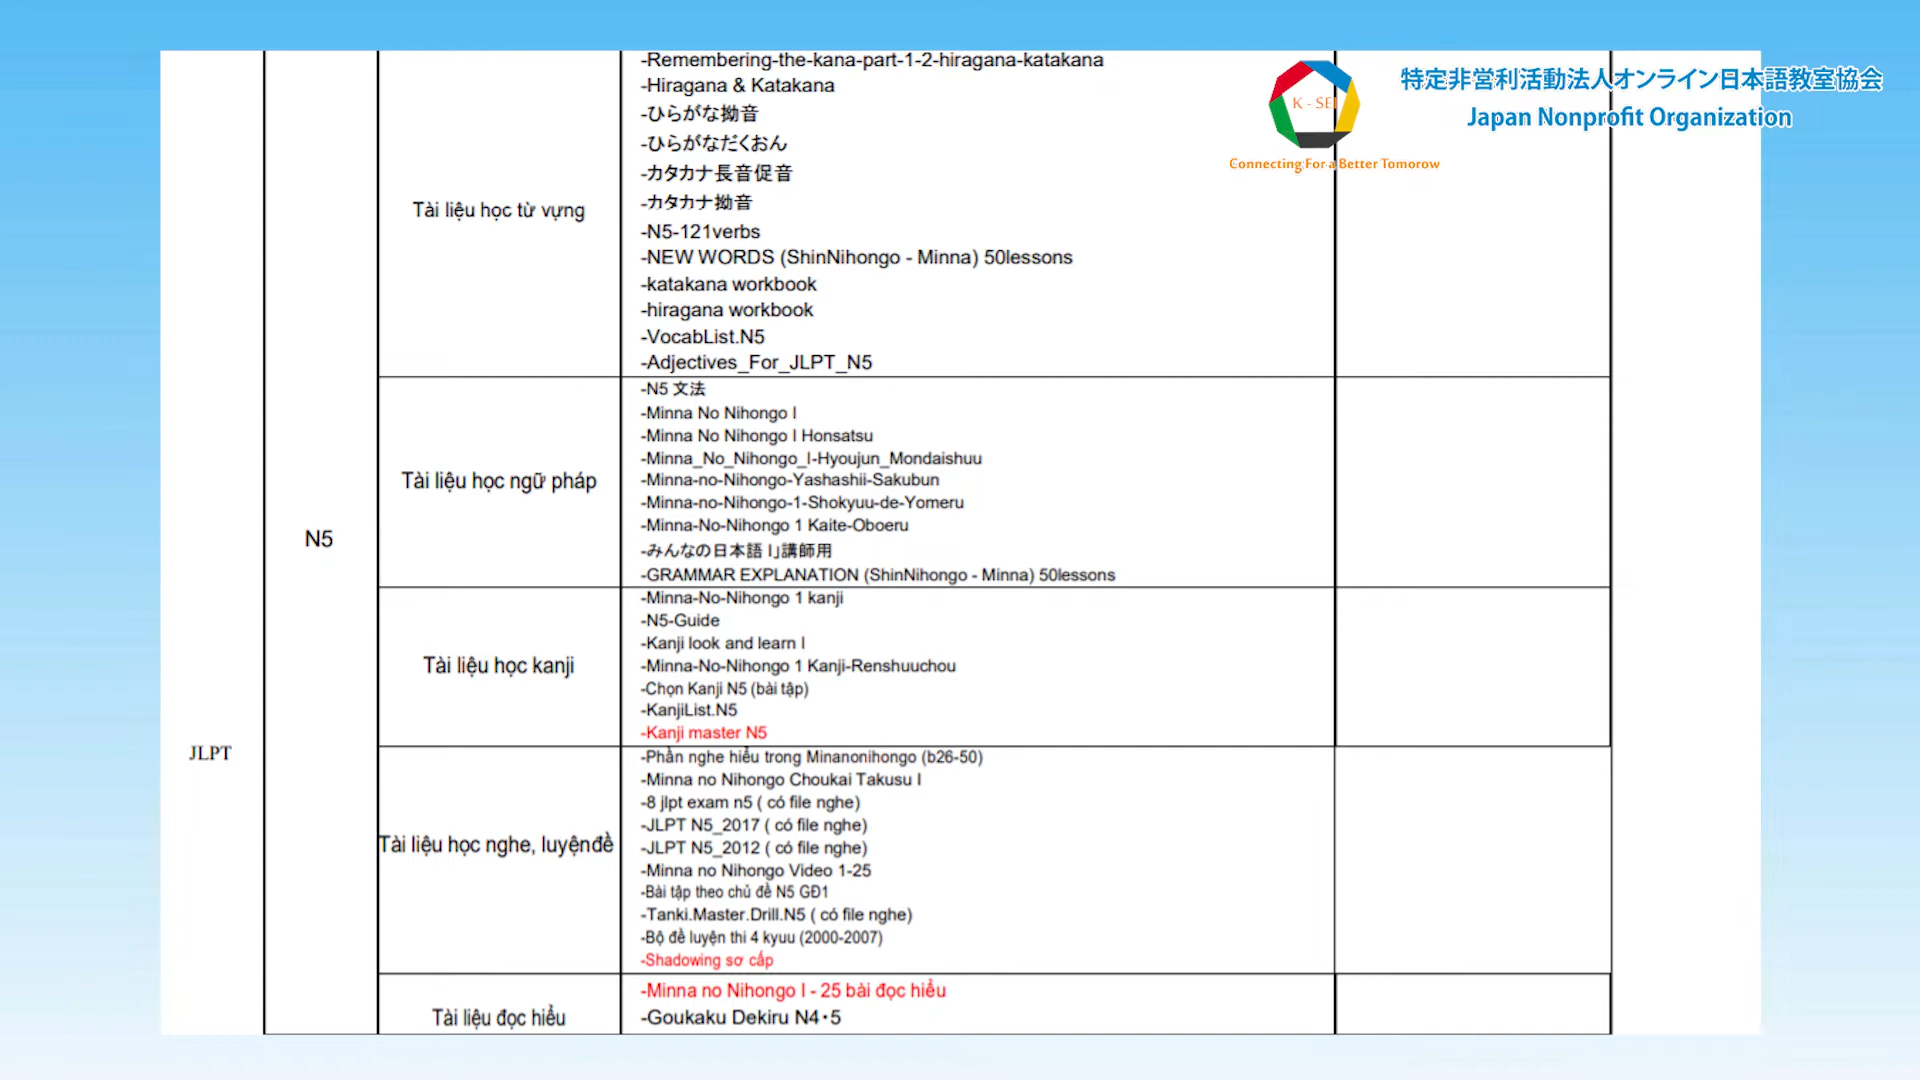 -Remembering-the-kana-part-1-2-hiragana-katakana
-Hiragana & Katakana
-ひらがな拗音
-ひらがなだくおん
-カタカナ長音促音
-カタカナ拗音
Tài liệu học từ vựng
-N5-121verbs
-NEW WORDS (ShinNihongo - Minna) 50lessons
-katakana workbook
-hiragana workbook
-VocabList.N5
-Adjectives_For_JLPT_N5
K - SEI
Connecting For a Better Tomorow
特定非営利活動法人オンライン日本語教室協会
Japan Nonprofit Organization
-N5 文法
-Minna No Nihongo I
-Minna No Nihongo I Honsatsu
-Minna_No_Nihongo_I-Hyoujun_Mondaishuu
Tài liệu học ngữ pháp
-Minna-no-Nihongo-Yashashii-Sakubun
-Minna-no-Nihongo-1-Shokyuu-de-Yomeru
-Minna-No-Nihongo 1 Kaite-Oboeru
N5
-みんなの日本語 I」講師用
-GRAMMAR EXPLANATION (ShinNihongo - Minna) 50lessons
-Minna-No-Nihongo 1 kanji
-N5-Guide
-Kanji look and learn I
Tài liệu học kanji
-Minna-No-Nihongo 1 Kanji-Renshuuchou
-Chọn Kanji N5 (bài tập)
-KanjiList.N5
-Kanji master N5
JLPT
-Phần nghe hiểu trong Minanonihongo (b26-50)
-Minna no Nihongo Choukai Takusu I
-8 jlpt exam n5 ( có file nghe)
-JLPT N5_2017 ( có file nghe)
Tài liệu học nghe, luyệnđề
-JLPT N5_2012 ( có file nghe)
-Minna no Nihongo Video 1-25
-Bài tập theo chủ đề N5 GĐ1
-Tanki.Master.Drill.N5 ( có file nghe)
-Bộ đề luyện thi 4 kyuu (2000-2007)
-Shadowing sơ cấp
-Minna no Nihongo I - 25 bài đọc hiểu
Tài liệu đọc hiểu
-Goukaku Dekiru N4・5